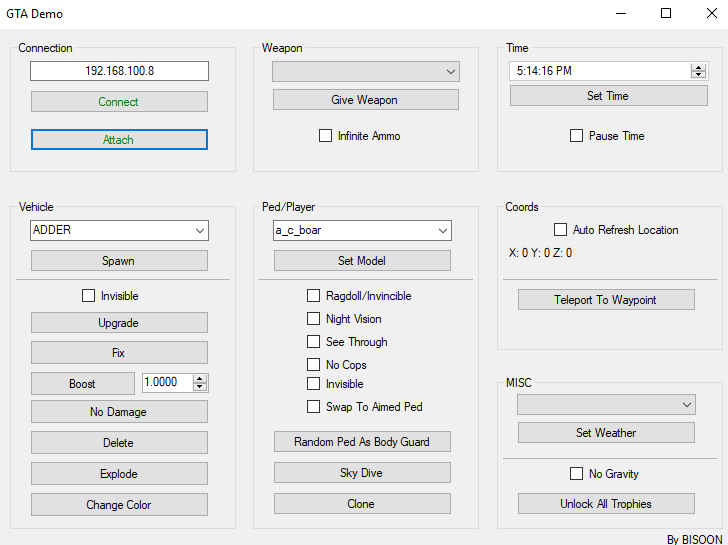 GTA Demo
Connection
192.168.100.8
Connect
Attach
Weapon
Give Weapon
Infinite Ammo
Time
5:14:16 PM
Set Time
Pause Time
Vehicle
ADDER
Spawn
Invisible
Upgrade
Fix
Boost 1.0000
No Damage
Delete
Explode
Change Color
Ped/Player
a_c_boar
Set Model
Ragdoll/Invincible
Night Vision
See Through
No Cops
Invisible
Swap To Aimed Ped
Random Ped As Body Guard
Sky Dive
Clone
Coords
Auto Refresh Location
X: 0 Y: 0 Z: 0
Teleport To Waypoint
MISC
Set Weather
No Gravity
Unlock All Trophies
By BISOON